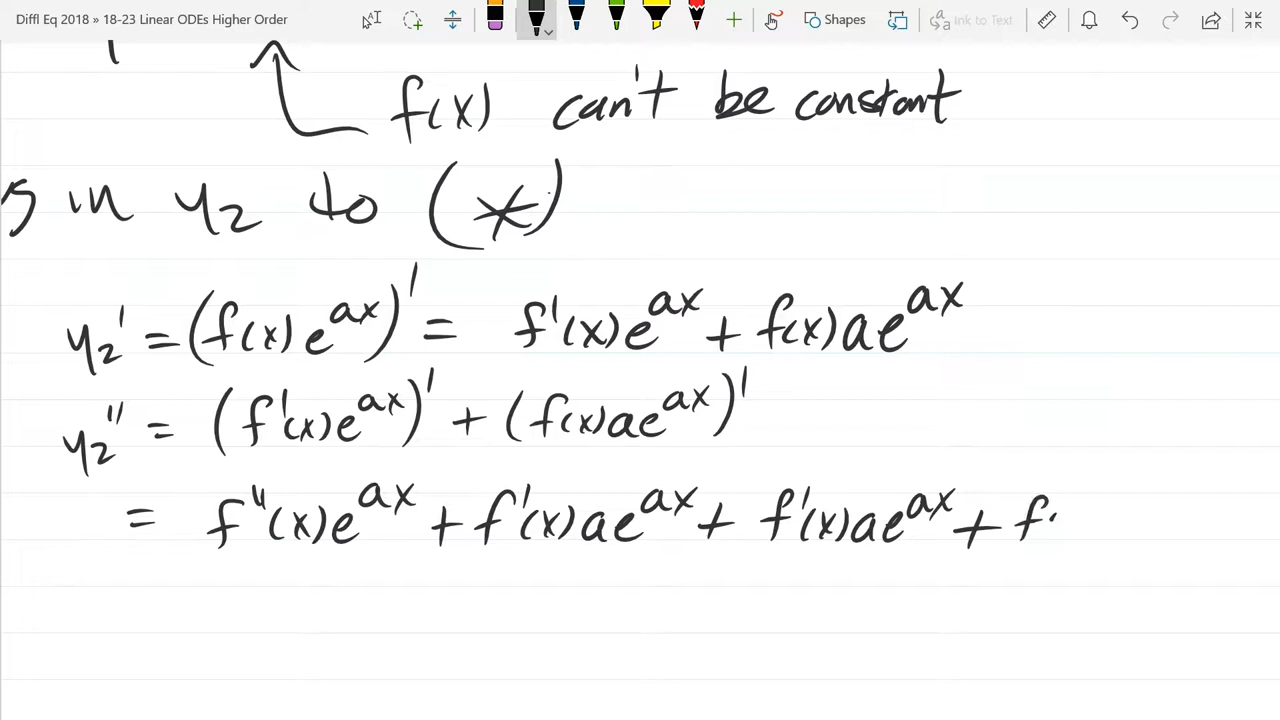 Diffl Eq 2018 » 18-23 Linear ODEs Higher Order
Shapes
Ink to Text
f(x) can't be constant
in y₂ to (*)
y₂' = (f(x) e^{ax})' = f'(x)e^{ax} + f(x)ae^{ax}
y₂'' = (f'(x)e^{ax})' + (f(x)ae^{ax})'
= f''(x)e^{ax} + f'(x)ae^{ax} + f'(x)ae^{ax} + f